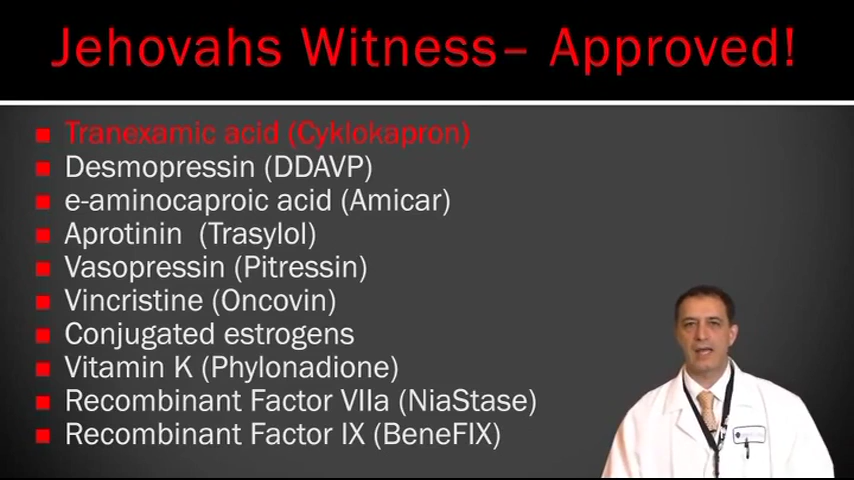 Jehovahs Witness– Approved!
Tranexamic acid (Cyklokapron)
Desmopressin (DDAVP)
e-aminocaproic acid (Amicar)
Aprotinin (Trasylol)
Vasopressin (Pitressin)
Vincristine (Oncovin)
Conjugated estrogens
Vitamin K (Phylonadione)
Recombinant Factor VIIa (NiaStase)
Recombinant Factor IX (BeneFIX)